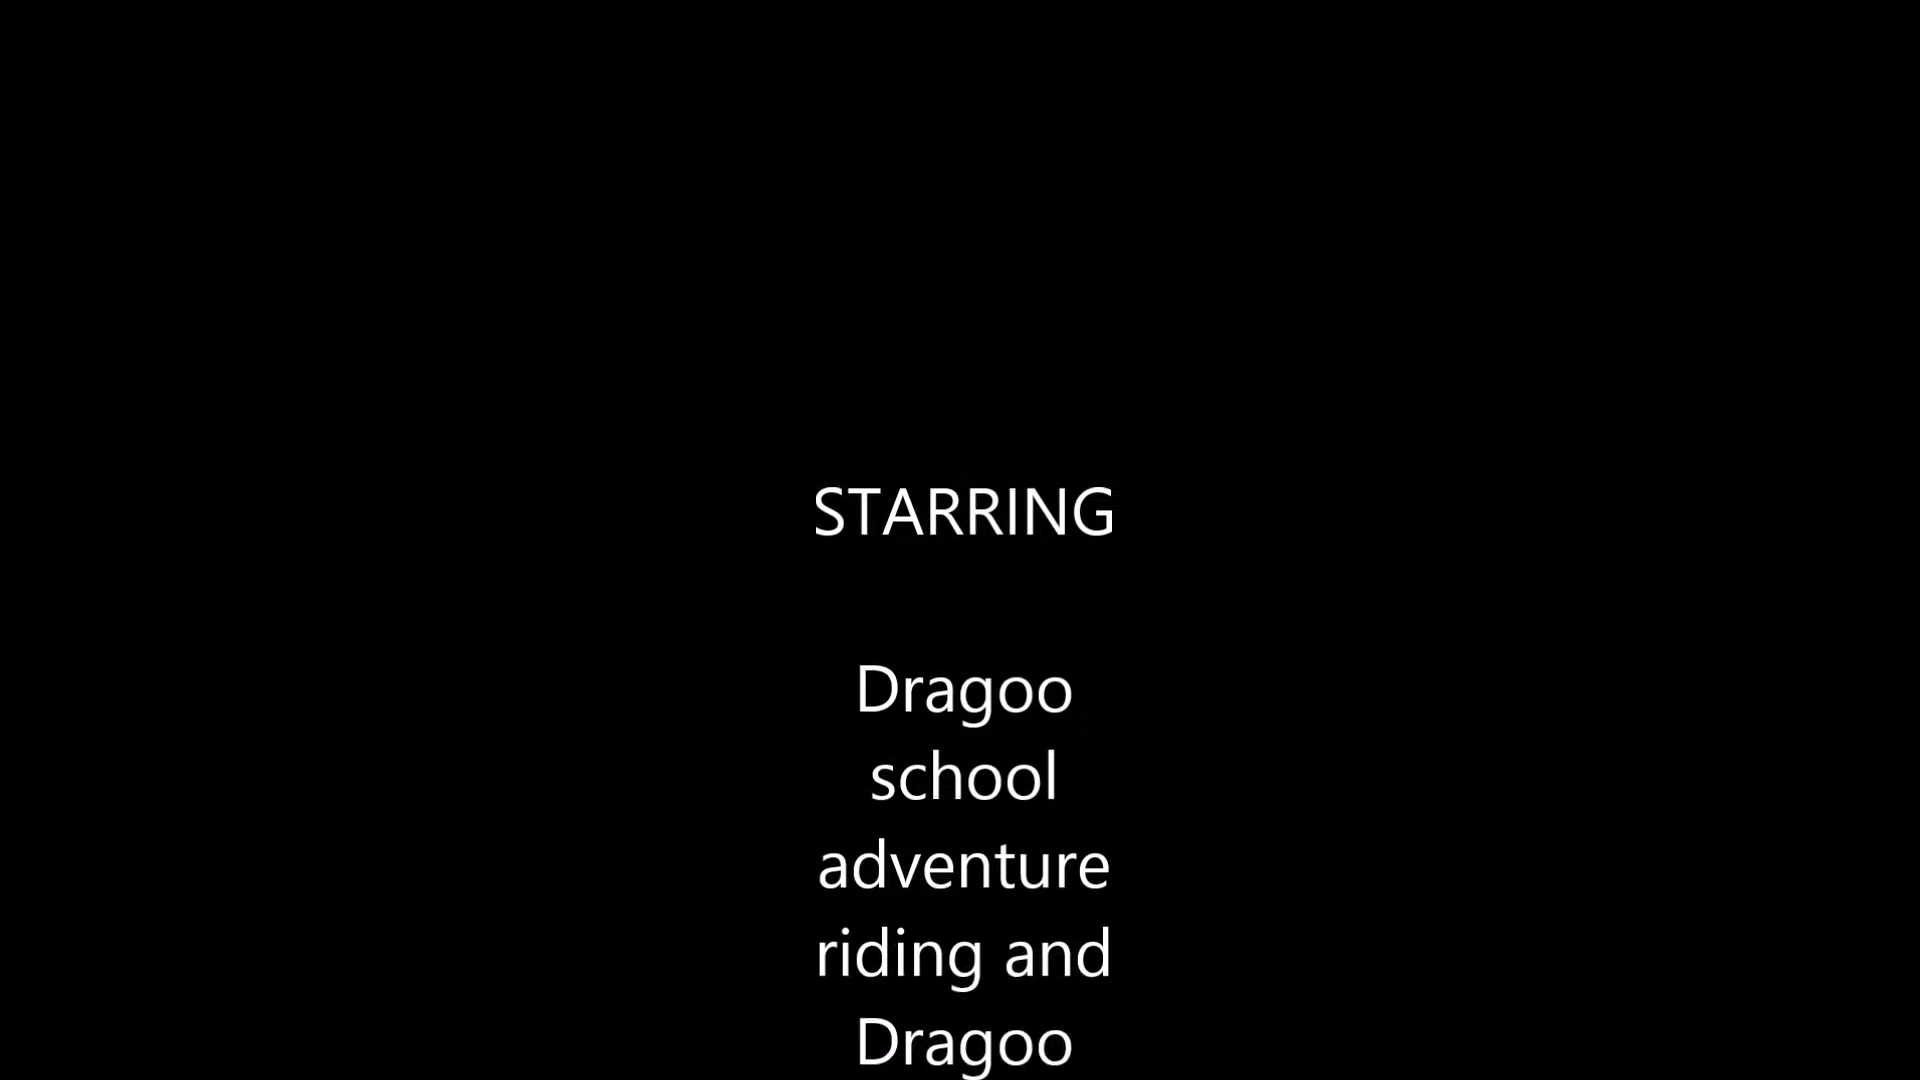 STARRING
Dragoo
school
adventure
riding and
Dragoo